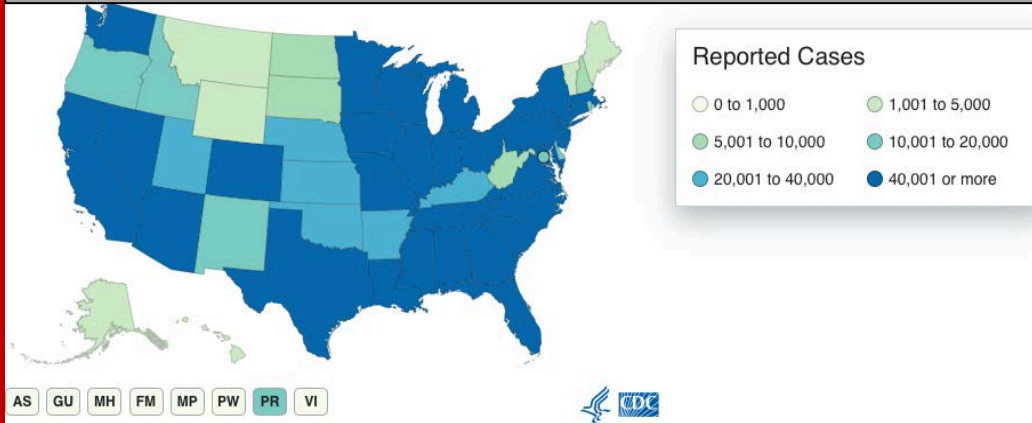 Reported Cases
0 to 1,000
1,001 to 5,000
5,001 to 10,000
10,001 to 20,000
20,001 to 40,000
40,001 or more
AS GU MH FM MP PW PR VI
CDC